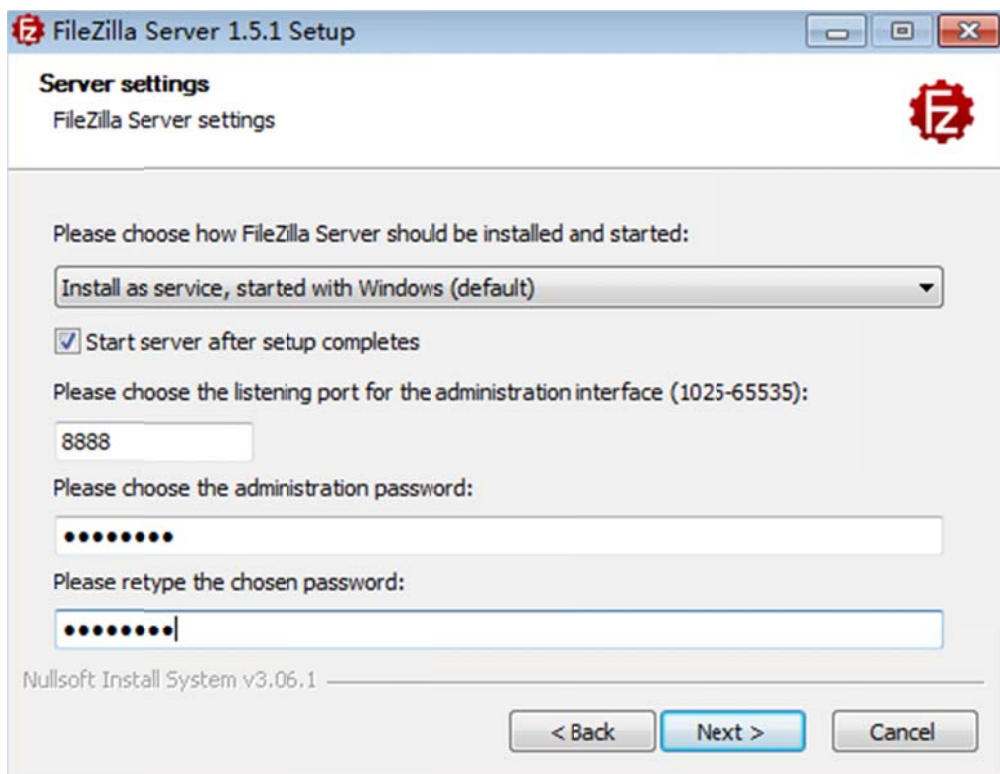 FileZilla Server 1.5.1 Setup
Server settings
FileZilla Server settings
Please choose how FileZilla Server should be installed and started:
Install as service, started with Windows (default)
Start server after setup completes
Please choose the listening port for the administration interface (1025-65535):
8888
Please choose the administration password:
••••••••
Please retype the chosen password:
••••••••
Nullsoft Install System v3.06.1
< Back Next > Cancel